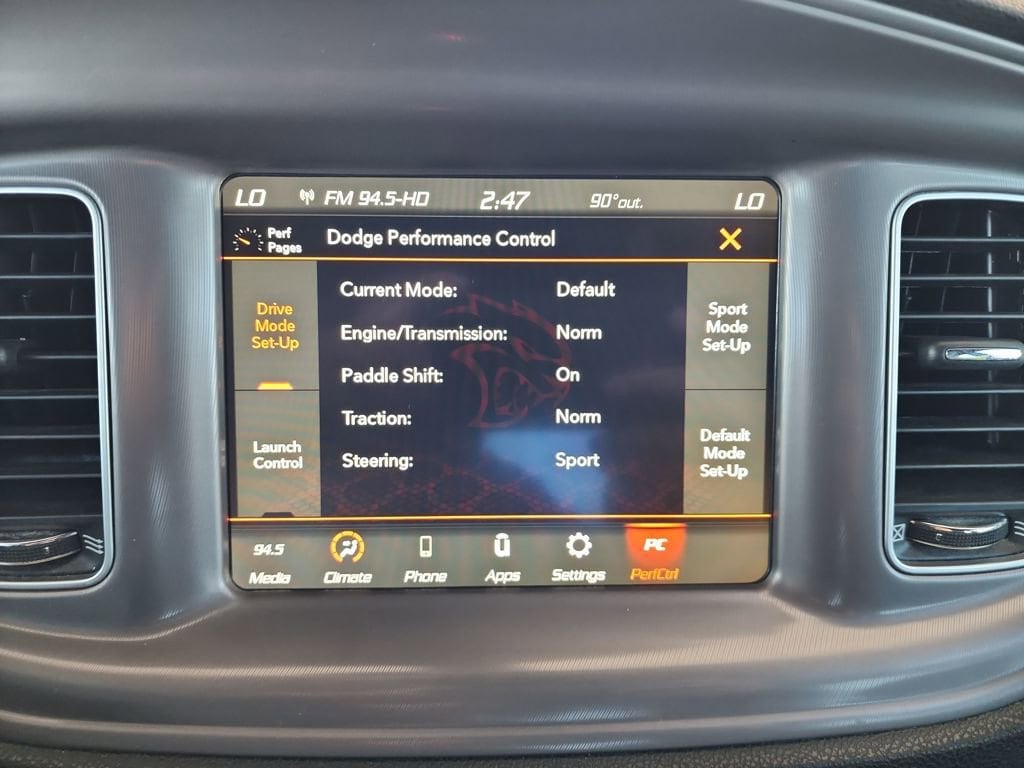 LO FM 94.5-HD 2:47 90°out. LO
Perf
Pages
Dodge Performance Control
Drive
Mode
Set-Up
Launch
Control
Current Mode: Default
Engine/Transmission: Norm
Paddle Shift: On
Traction: Norm
Steering: Sport
Sport
Mode
Set-Up
Default
Mode
Set-Up
94.5 PC
Media Climate Phone Apps Settings PerfCtrl